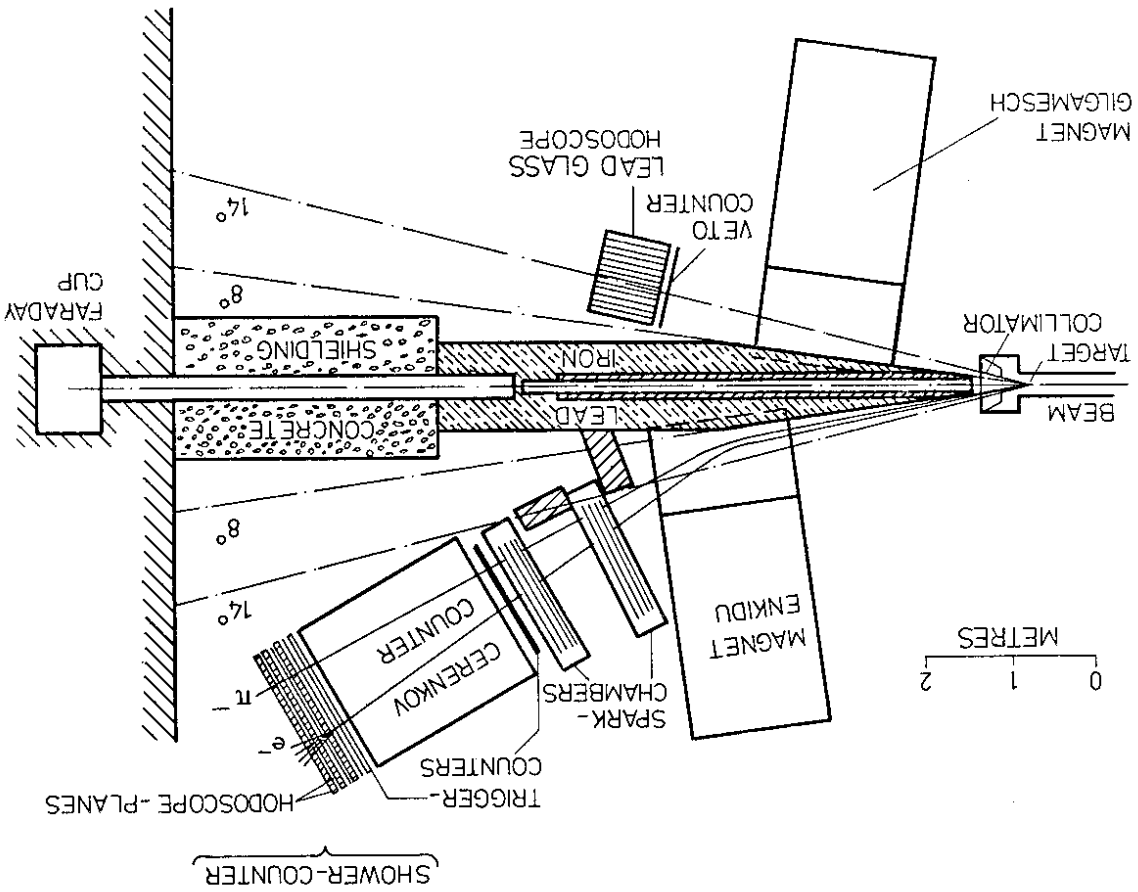 SHOWER-COUNTER
HODOSCOPE-PLANES
TRIGGER-
COUNTERS
e⁻
π⁻
SPARK-
CHAMBERS
CERENKOV
COUNTER
MAGNET
ENKIDU
0 1 2
METRES
14°
8°
BEAM
TARGET
COLLIMATOR
LEAD
IRON
CONCRETE
SHIELDING
FARADAY
CUP
8°
14°
VETO
COUNTER
LEAD GLASS
HODOSCOPE
MAGNET
GILGAMESCH